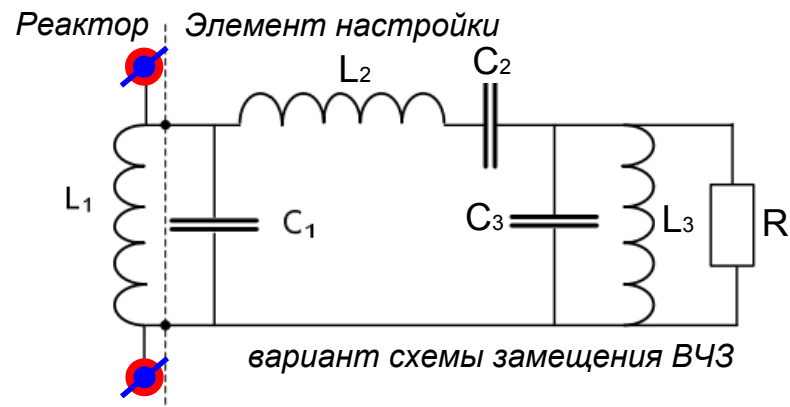 Реактор Элемент настройки
L2
C2
L1
C1
C3
L3
R
вариант схемы замещения ВЧЗ